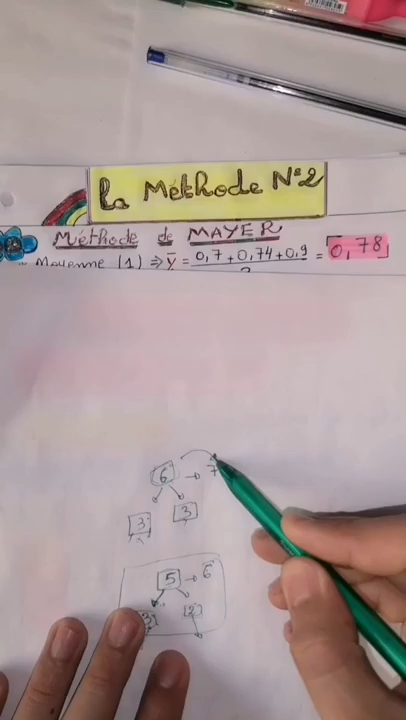 La Méthode N°2
Méthode de MAYER
Moyenne (1) ⇒ ȳ = 0,7 + 0,74 + 0,9 = 0,78
6 → 7
3 3
5 → 6
3 2